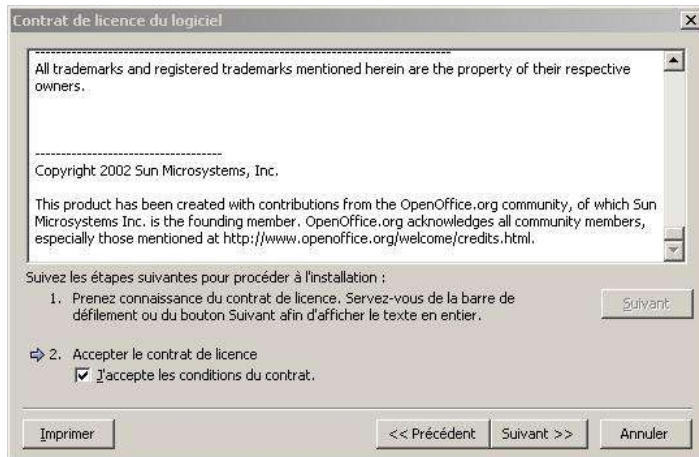 Contrat de licence du logiciel
--------------------------------------------------------------------------------
All trademarks and registered trademarks mentioned herein are the property of their respective
owners.
------------------------------------
Copyright 2002 Sun Microsystems, Inc.
This product has been created with contributions from the OpenOffice.org community, of which Sun
Microsystems Inc. is the founding member. OpenOffice.org acknowledges all community members,
especially those mentioned at http://www.openoffice.org/welcome/credits.html.
Suivez les étapes suivantes pour procéder à l'installation :
1. Prenez connaissance du contrat de licence. Servez-vous de la barre de
défilement ou du bouton Suivant afin d'afficher le texte en entier.
Suivant
2. Accepter le contrat de licence
J'accepte les conditions du contrat.
Imprimer
<< Précédent
Suivant >>
Annuler